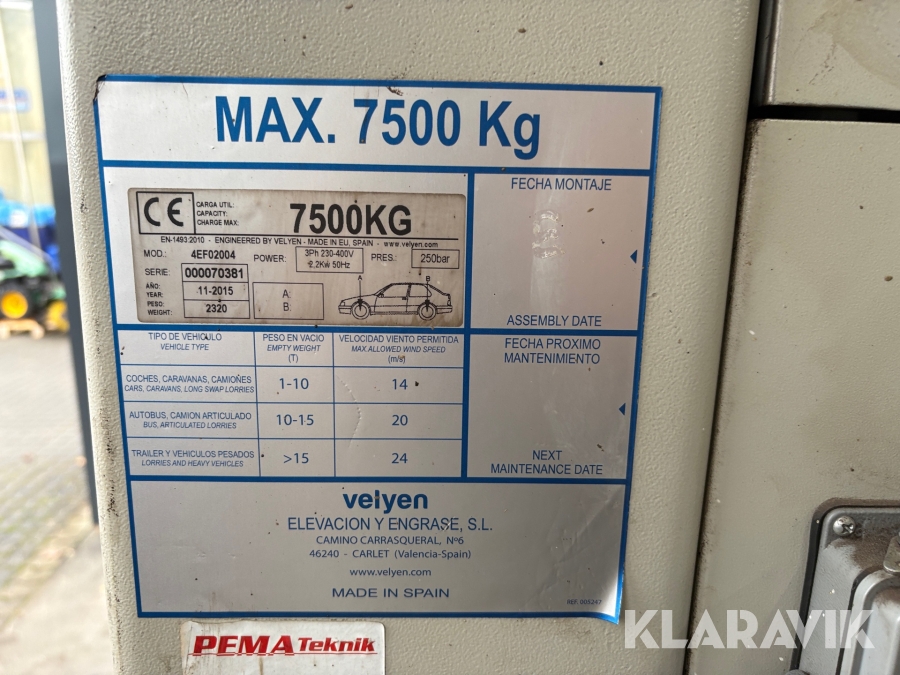 MAX. 7500 Kg
CE
CARGA UTIL:
CAPACITY:
CHARGE MAX:
7500KG
EN-1493:2010 - ENGINEERED BY VELYEN - MADE IN EU, SPAIN - www.velyen.com
MOD.: 4EF02004
POWER: 3Ph 230-400V
2,2Kw 50Hz
PRES.: 250bar
SERIE: 000070381
AÑO:
YEAR:
11-2015
PESO:
WEIGHT:
2320
A:
B:
A
B
FECHA MONTAJE
ASSEMBLY DATE
TIPO DE VEHICULO
VEHICLE TYPE
PESO EN VACIO
EMPTY WEIGHT
(T)
VELOCIDAD VIENTO PERMITIDA
MAX.ALLOWED WIND SPEED
(m/s)
COCHES, CARAVANAS, CAMIOÑES
CARS, CARAVANS, LONG SWAP LORRIES
1-10
14
AUTOBUS, CAMION ARTICULADO
BUS, ARTICULATED LORRIES
10-15
20
TRAILER Y VEHICULOS PESADOS
LORRIES AND HEAVY VEHICLES
>15
24
FECHA PROXIMO
MANTENIMIENTO
NEXT
MAINTENANCE DATE
velyen
ELEVACION Y ENGRASE, S.L.
CAMINO CARRASQUERAL, Nº6
46240 - CARLET (Valencia-Spain)
www.velyen.com
MADE IN SPAIN
REF. 005247
PEMA Teknik
KLARAVIK